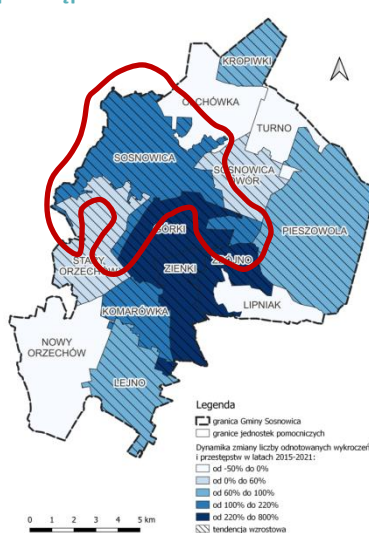 KROPIWKI
TURNO
SOSNOWICA
SOSNOWICA
DWÓR
PIESZOWOLA
GÓRKI
STARY
ORZECHÓW
ZIENKI
LIPNIAK
KOMARÓWKA
NOWY
ORZECHÓW
LEJNO
Legenda
granica Gminy Sosnowica
granice jednostek pomocniczych
Dynamika zmiany liczby odnotowanych wykroczeń
i przestępstw w latach 2015-2021:
od -50% do 0%
od 0% do 60%
od 60% do 100%
od 100% do 220%
od 220% do 800%
tendencja wzrostowa
0 1 2 3 4 5 km